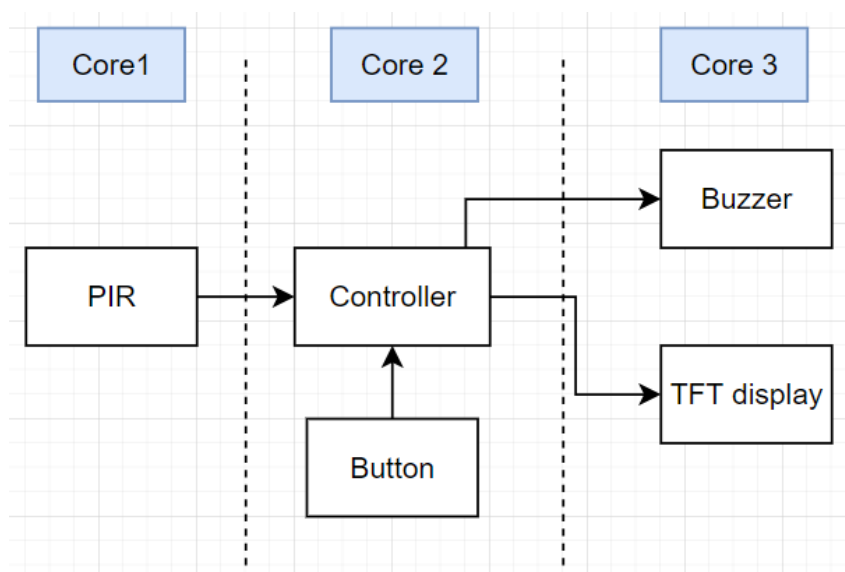 Core1
Core 2
Core 3
Buzzer
PIR
Controller
TFT display
Button